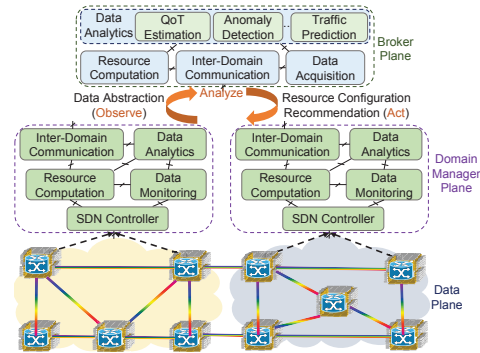 Data
Analytics
QoT
Estimation
Anomaly
Detection
...
Traffic
Prediction
Resource
Computation
Inter-Domain
Communication
Data
Acquisition
Broker
Plane
Data Abstraction
(Observe)
Analyze
Resource Configuration
Recommendation (Act)
Inter-Domain
Communication
Data
Analytics
Resource
Computation
Data
Monitoring
SDN Controller
Inter-Domain
Communication
Data
Analytics
Resource
Computation
Data
Monitoring
SDN Controller
Domain
Manager
Plane
Data
Plane